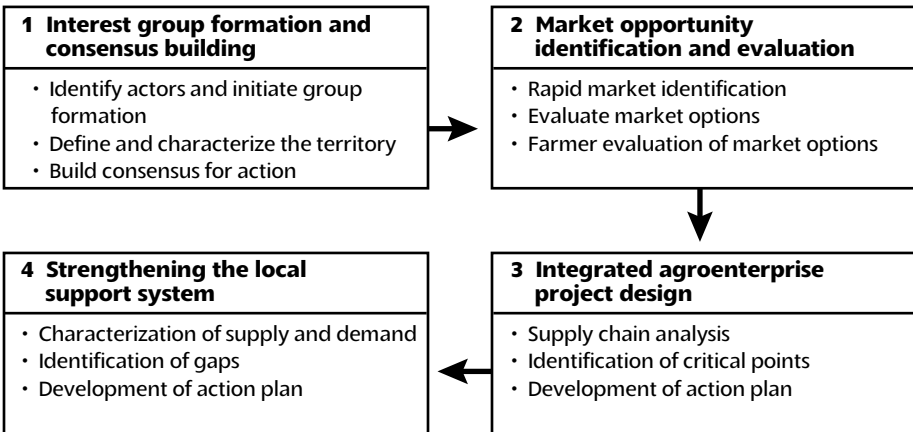 1 Interest group formation and
consensus building
· Identify actors and initiate group
formation
· Define and characterize the territory
· Build consensus for action
2 Market opportunity
identification and evaluation
· Rapid market identification
· Evaluate market options
· Farmer evaluation of market options
3 Integrated agroenterprise
project design
· Supply chain analysis
· Identification of critical points
· Development of action plan
4 Strengthening the local
support system
· Characterization of supply and demand
· Identification of gaps
· Development of action plan